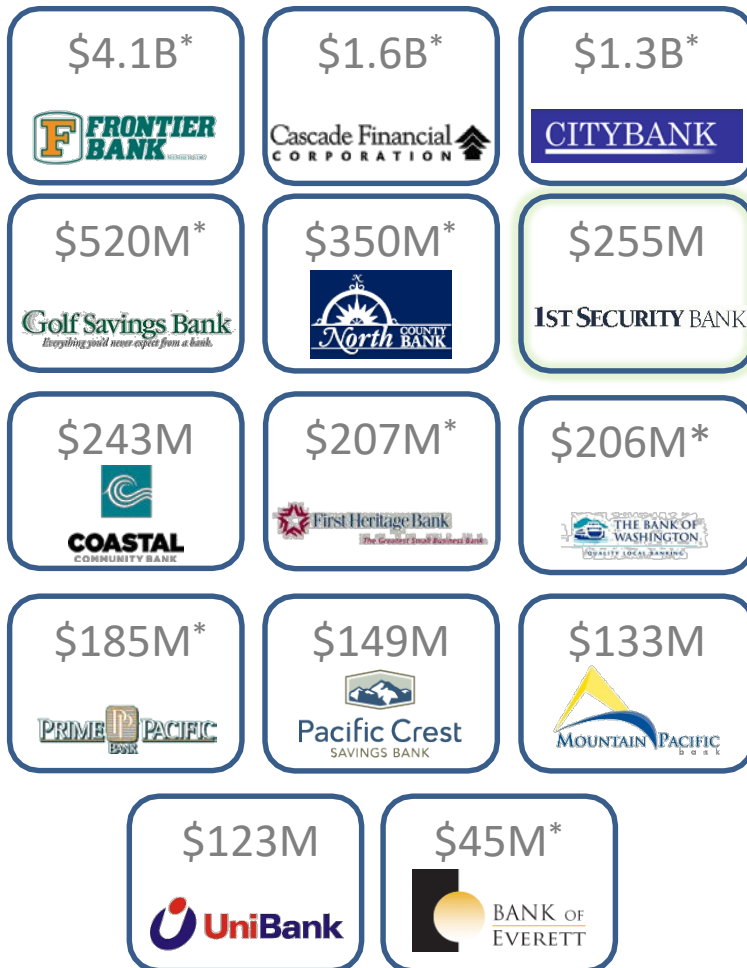 $4.1B* $1.6B* $1.3B*
F FRONTIER BANK
Cascade Financial CORPORATION
CITYBANK
$520M* $350M* $255M
Golf Savings Bank
Everything you'd never expect from a bank.
N
North COUNTY BANK
1ST SECURITY BANK
$243M $207M* $206M*
COASTAL
COMMUNITY BANK
First Heritage Bank
The Greatest Small Business Bank
THE BANK OF
WASHINGTON
QUALITY LOCAL BANKING
$185M* $149M $133M
PRIME PP PACIFIC
BANK
Pacific Crest
SAVINGS BANK
MOUNTAIN PACIFIC
bank
$123M $45M*
UniBank
BANK OF
EVERETT